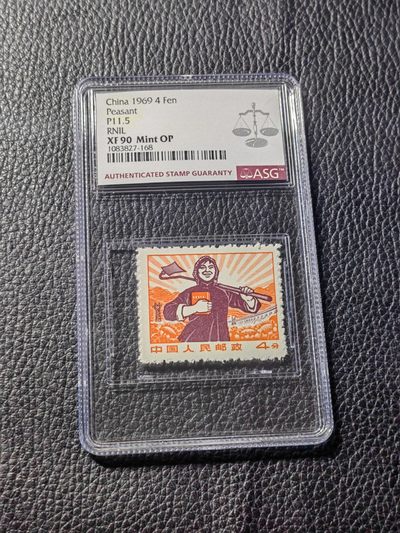 China 1969 4 Fen
Peasant
P11.5
RNIL
XF 90 Mint OP
1083827-168
AUTHENTICATED STAMP GUARANTY ASG™
中国人民邮政 4分